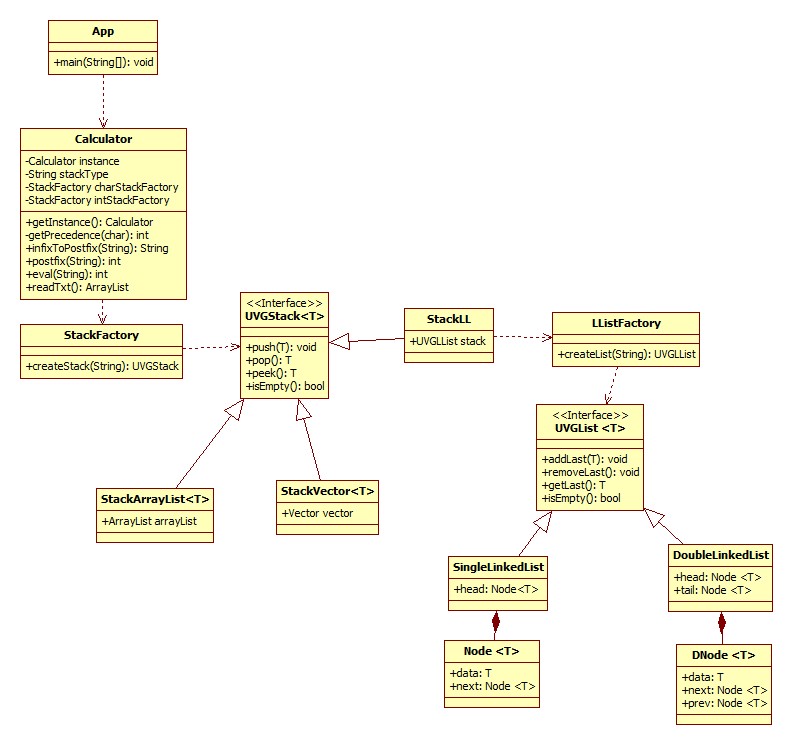 App
+main(String[]): void
Calculator
-Calculator instance
-String stackType
-StackFactory charStackFactory
-StackFactory intStackFactory
+getInstance(): Calculator
-getPrecedence(char): int
+infixToPostfix(String): String
+postfix(String): int
+eval(String): int
+readTxt(): ArrayList
StackFactory
+createStack(String): UVGStack
<<Interface>>
UVGStack<T>
+push(T): void
+pop(): T
+peek(): T
+isEmpty(): bool
StackLL
+UVGLList stack
LListFactory
+createList(String): UVGLList
<<Interface>>
UVGList <T>
+addLast(T): void
+removeLast(): void
+getLast(): T
+isEmpty(): bool
StackArrayList<T>
+ArrayList arrayList
StackVector<T>
+Vector vector
SingleLinkedList
+head: Node<T>
DoubleLinkedList
+head: Node <T>
+tail: Node <T>
Node <T>
+data: T
+next: Node <T>
DNode <T>
+data: T
+next: Node <T>
+prev: Node <T>